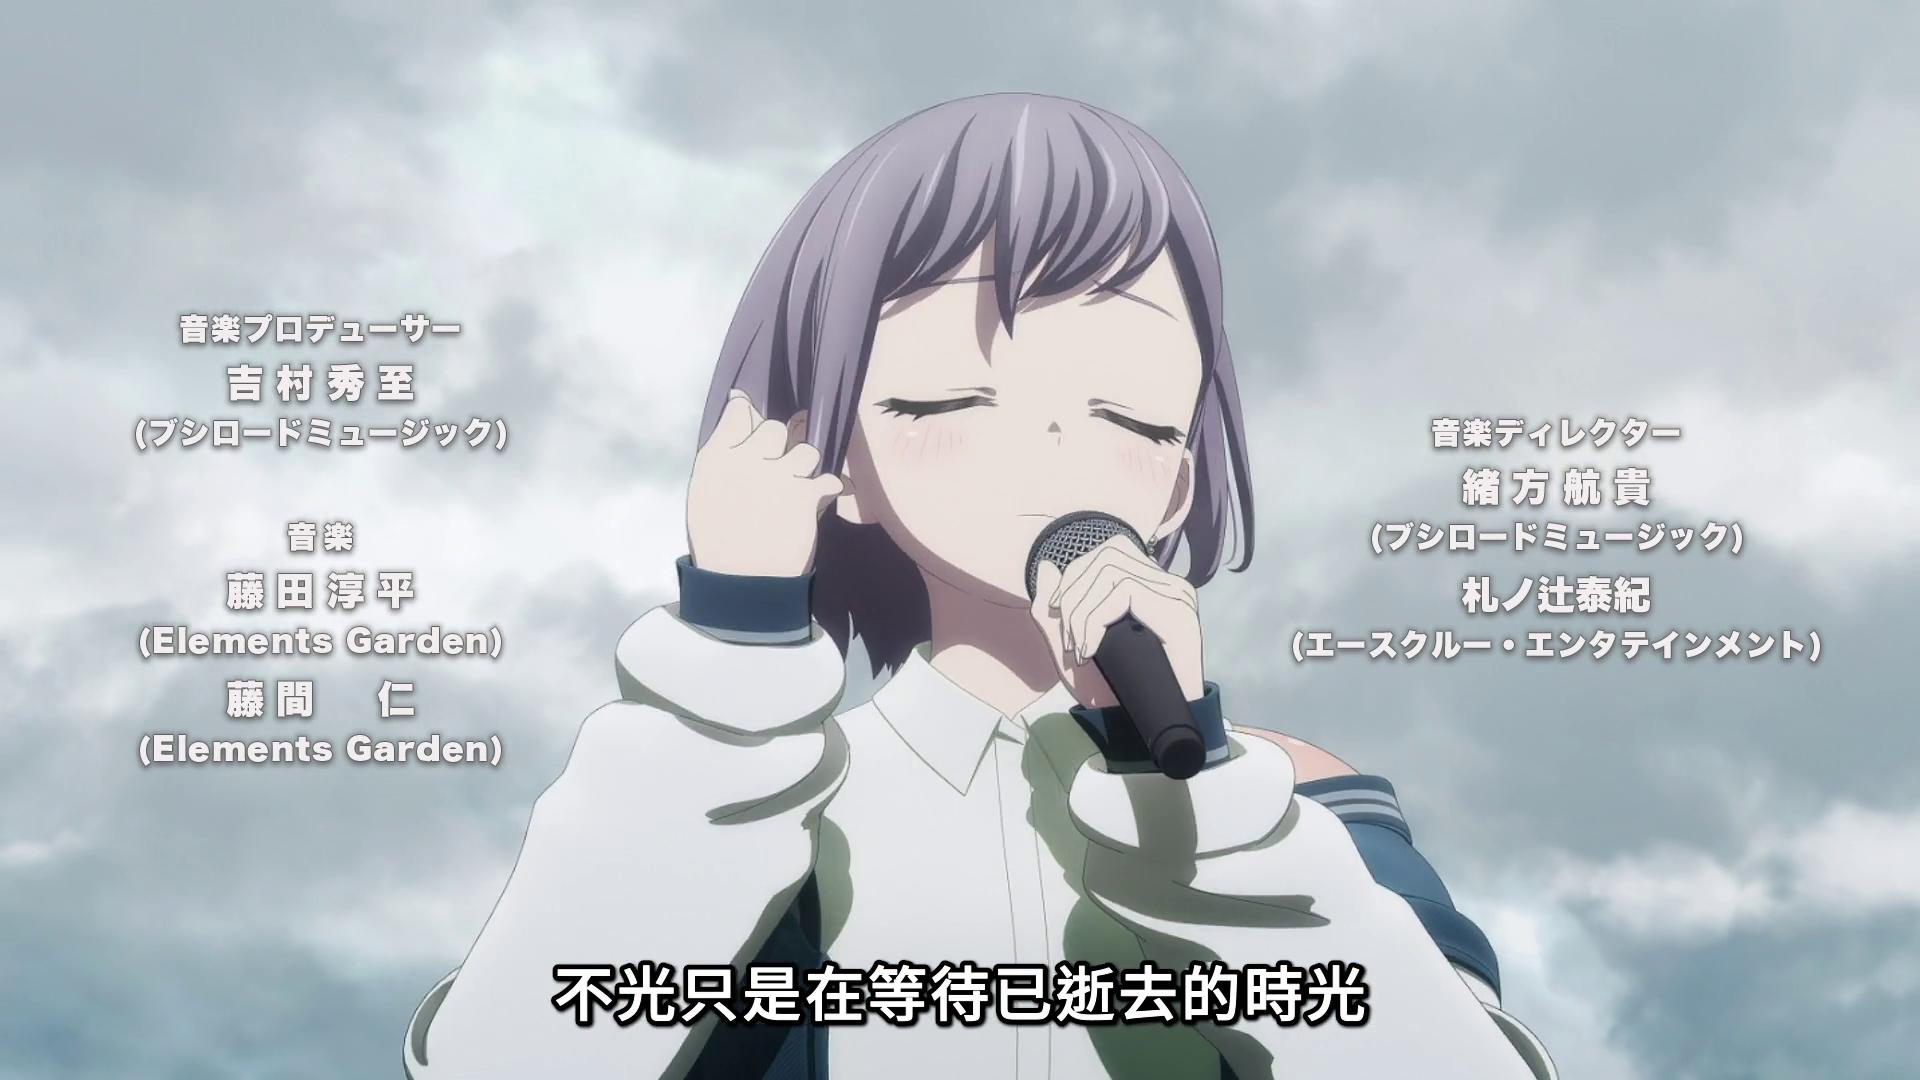 音楽プロデューサー
吉村秀至
(ブシロードミュージック)
音楽
藤田淳平
(Elements Garden)
藤間 仁
(Elements Garden)
音楽ディレクター
緒方航貴
(ブシロードミュージック)
札ノ辻泰紀
(エースクルー・エンタテインメント)
不光只是在等待已逝去的時光